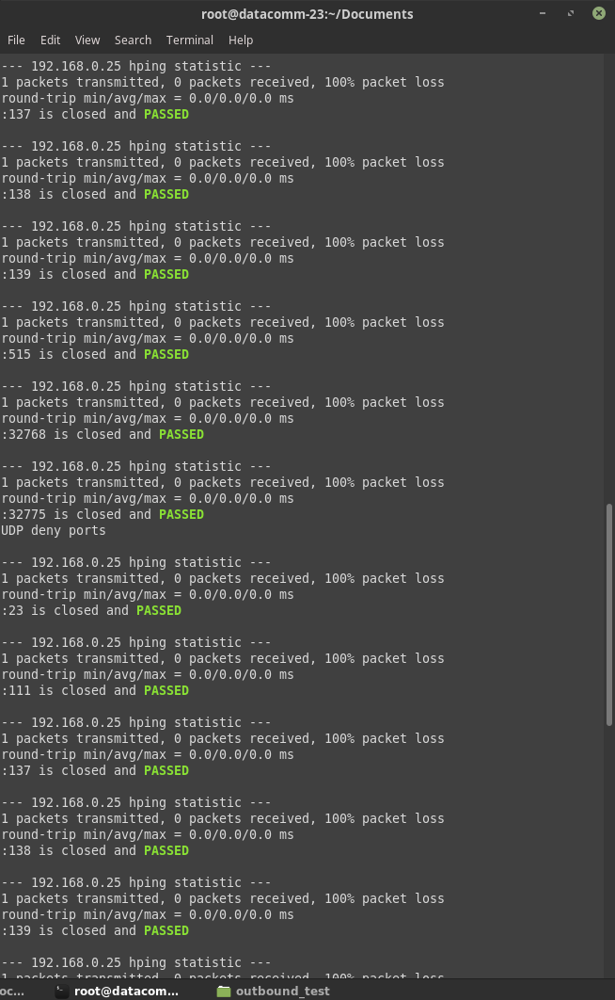 root@datacomm-23:~/Documents
File Edit View Search Terminal Help
--- 192.168.0.25 hping statistic ---
1 packets transmitted, 0 packets received, 100% packet loss
round-trip min/avg/max = 0.0/0.0/0.0 ms
:137 is closed and PASSED
--- 192.168.0.25 hping statistic ---
1 packets transmitted, 0 packets received, 100% packet loss
round-trip min/avg/max = 0.0/0.0/0.0 ms
:138 is closed and PASSED
--- 192.168.0.25 hping statistic ---
1 packets transmitted, 0 packets received, 100% packet loss
round-trip min/avg/max = 0.0/0.0/0.0 ms
:139 is closed and PASSED
--- 192.168.0.25 hping statistic ---
1 packets transmitted, 0 packets received, 100% packet loss
round-trip min/avg/max = 0.0/0.0/0.0 ms
:515 is closed and PASSED
--- 192.168.0.25 hping statistic ---
1 packets transmitted, 0 packets received, 100% packet loss
round-trip min/avg/max = 0.0/0.0/0.0 ms
:32768 is closed and PASSED
--- 192.168.0.25 hping statistic ---
1 packets transmitted, 0 packets received, 100% packet loss
round-trip min/avg/max = 0.0/0.0/0.0 ms
:32775 is closed and PASSED
UDP deny ports
--- 192.168.0.25 hping statistic ---
1 packets transmitted, 0 packets received, 100% packet loss
round-trip min/avg/max = 0.0/0.0/0.0 ms
:23 is closed and PASSED
--- 192.168.0.25 hping statistic ---
1 packets transmitted, 0 packets received, 100% packet loss
round-trip min/avg/max = 0.0/0.0/0.0 ms
:111 is closed and PASSED
--- 192.168.0.25 hping statistic ---
1 packets transmitted, 0 packets received, 100% packet loss
round-trip min/avg/max = 0.0/0.0/0.0 ms
:137 is closed and PASSED
--- 192.168.0.25 hping statistic ---
1 packets transmitted, 0 packets received, 100% packet loss
round-trip min/avg/max = 0.0/0.0/0.0 ms
:138 is closed and PASSED
--- 192.168.0.25 hping statistic ---
1 packets transmitted, 0 packets received, 100% packet loss
round-trip min/avg/max = 0.0/0.0/0.0 ms
:139 is closed and PASSED
--- 192.168.0.25 hping statistic ---
1 packets transmitted, 0 packets received, 100% packet loss
oc... root@datacom... outbound_test